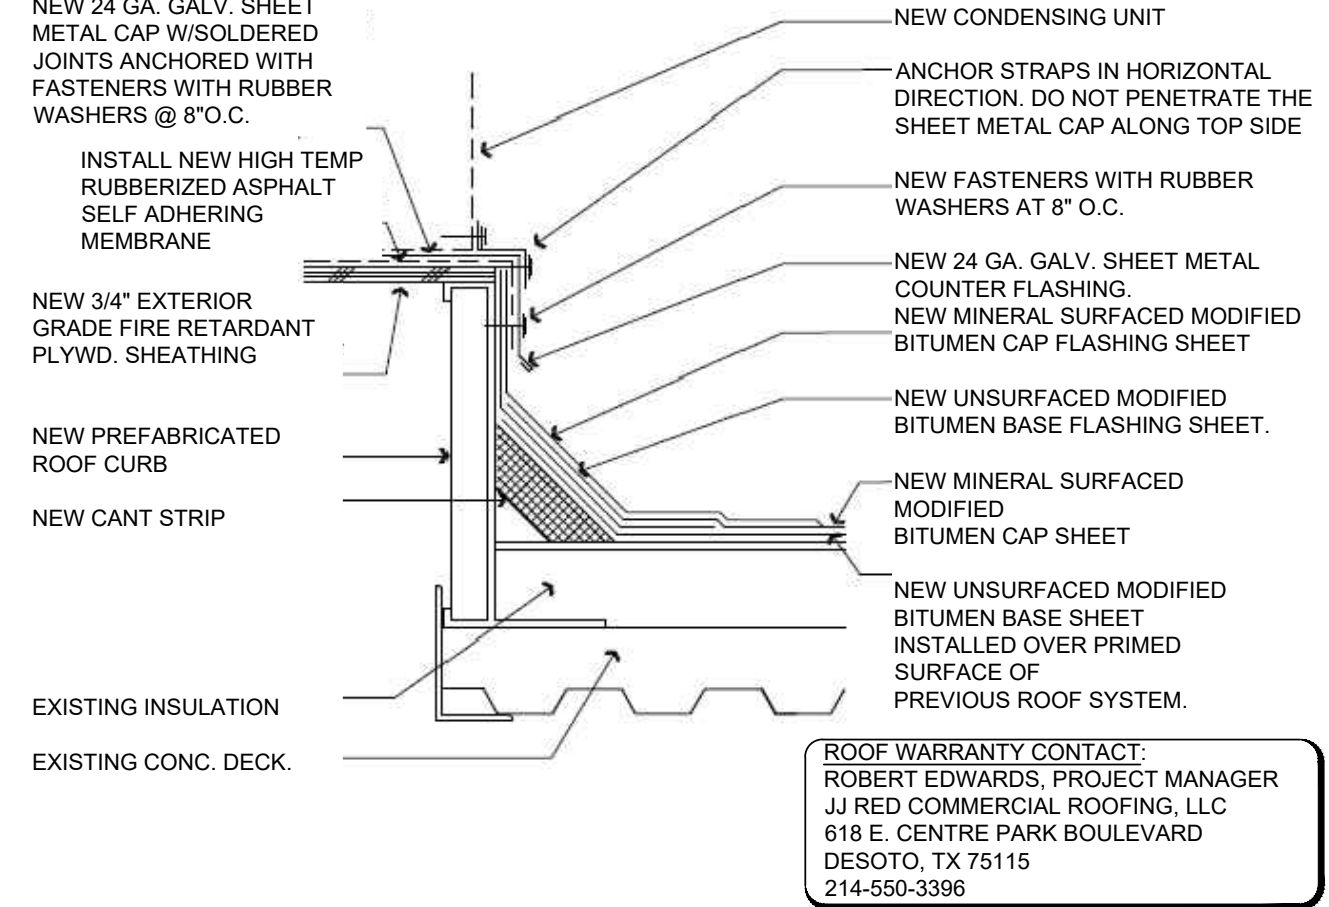 NEW 24 GA. GALV. SHEET
METAL CAP W/SOLDERED
JOINTS ANCHORED WITH
FASTENERS WITH RUBBER
WASHERS @ 8"O.C.
INSTALL NEW HIGH TEMP
RUBBERIZED ASPHALT
SELF ADHERING
MEMBRANE
NEW 3/4" EXTERIOR
GRADE FIRE RETARDANT
PLYWD. SHEATHING
NEW PREFABRICATED
ROOF CURB
NEW CANT STRIP
EXISTING INSULATION
EXISTING CONC. DECK.
NEW CONDENSING UNIT
ANCHOR STRAPS IN HORIZONTAL
DIRECTION. DO NOT PENETRATE THE
SHEET METAL CAP ALONG TOP SIDE
NEW FASTENERS WITH RUBBER
WASHERS AT 8" O.C.
NEW 24 GA. GALV. SHEET METAL
COUNTER FLASHING.
NEW MINERAL SURFACED MODIFIED
BITUMEN CAP FLASHING SHEET
NEW UNSURFACED MODIFIED
BITUMEN BASE FLASHING SHEET.
NEW MINERAL SURFACED
MODIFIED
BITUMEN CAP SHEET
NEW UNSURFACED MODIFIED
BITUMEN BASE SHEET
INSTALLED OVER PRIMED
SURFACE OF
PREVIOUS ROOF SYSTEM.
ROOF WARRANTY CONTACT:
ROBERT EDWARDS, PROJECT MANAGER
JJ RED COMMERCIAL ROOFING, LLC
618 E. CENTRE PARK BOULEVARD
DESOTO, TX 75115
214-550-3396